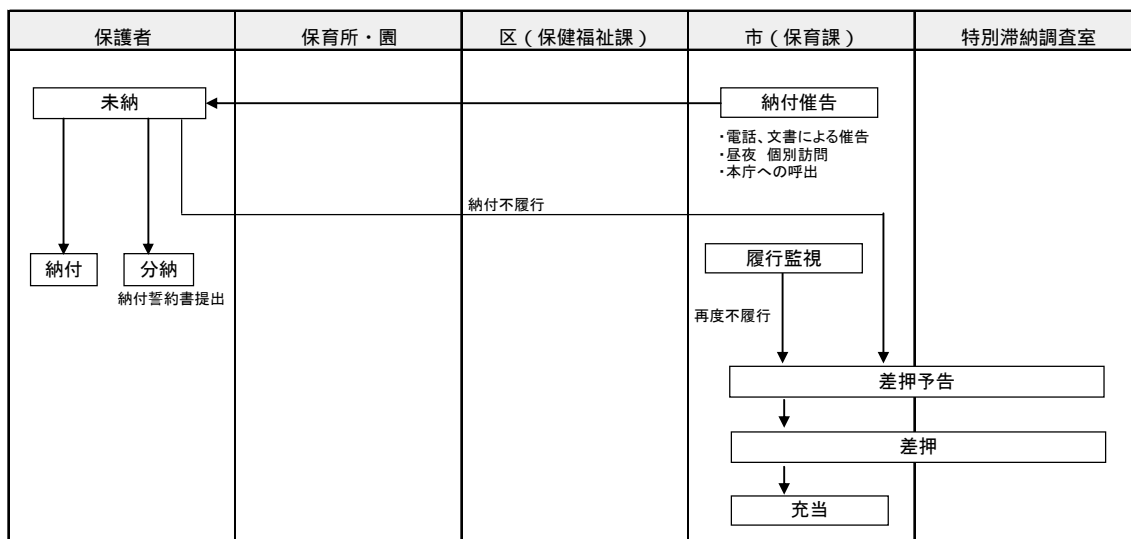 保護者
保育所・園
区（保健福祉課）
市（保育課）
特別滞納調査室
未納
納付催告
・電話、文書による催告
・昼夜　個別訪問
・本庁への呼出
納付不履行
納付
分納
履行監視
納付誓約書提出
再度不履行
差押予告
差押
充当